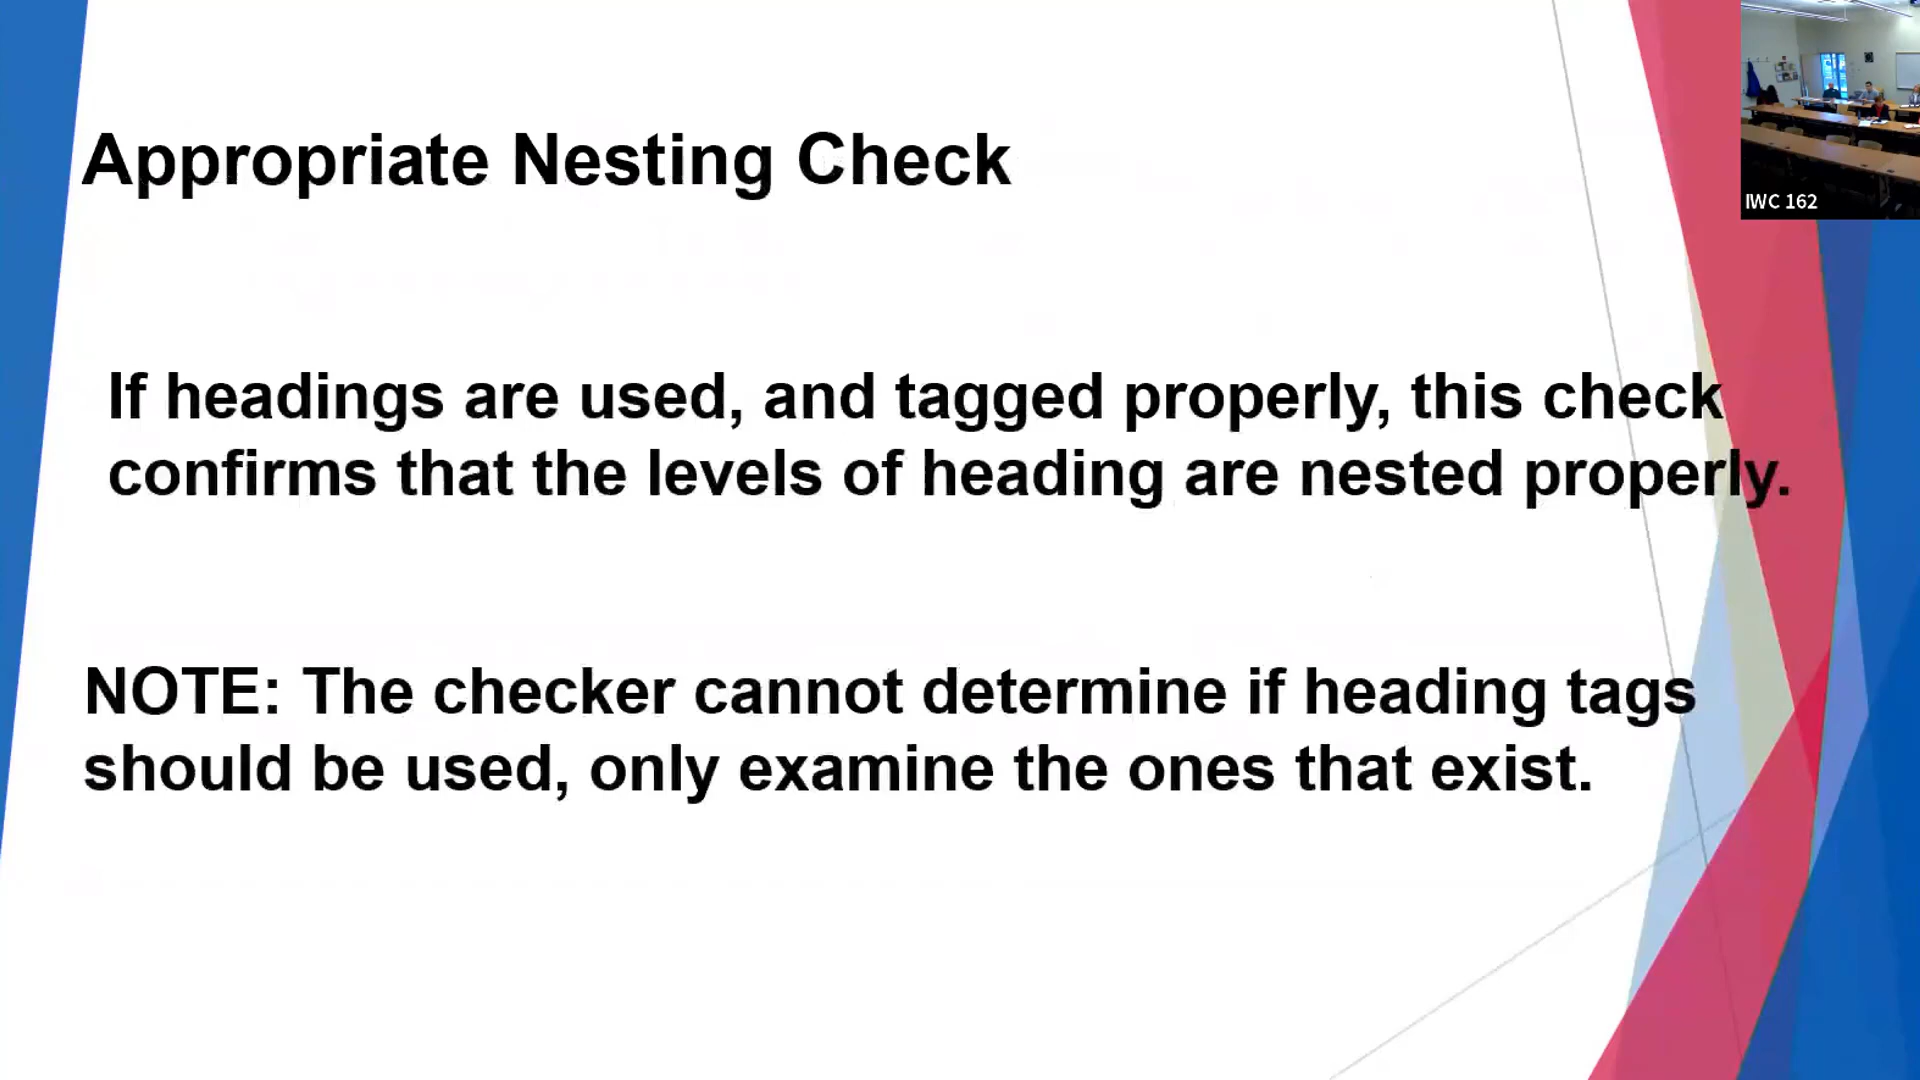 Appropriate Nesting Check
If headings are used, and tagged properly, this check
confirms that the levels of heading are nested properly.
NOTE: The checker cannot determine if heading tags
should be used, only examine the ones that exist.
IWC 162